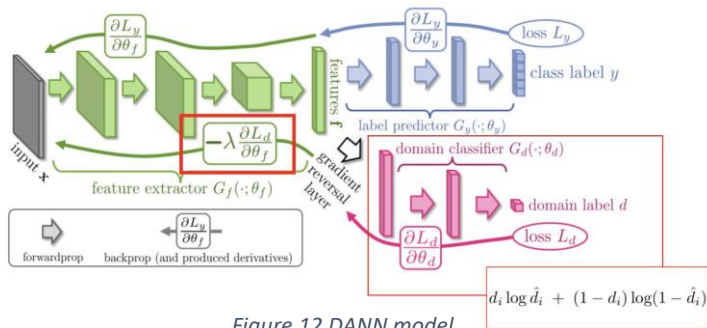 ∂L_y/∂θ_f
∂L_y/∂θ_y
loss L_y
features f
class label y
label predictor G_y(·; θ_y)
−λ ∂L_d/∂θ_f
input x
feature extractor G_f(·; θ_f)
gradient reversal layer
domain classifier G_d(·; θ_d)
domain label d
∂L_d/∂θ_d
loss L_d
∂L_y/∂θ_f
forwardprop
backprop (and produced derivatives)
d_i log d̂_i + (1 − d_i) log(1 − d̂_i)
Figure 12 DANN model